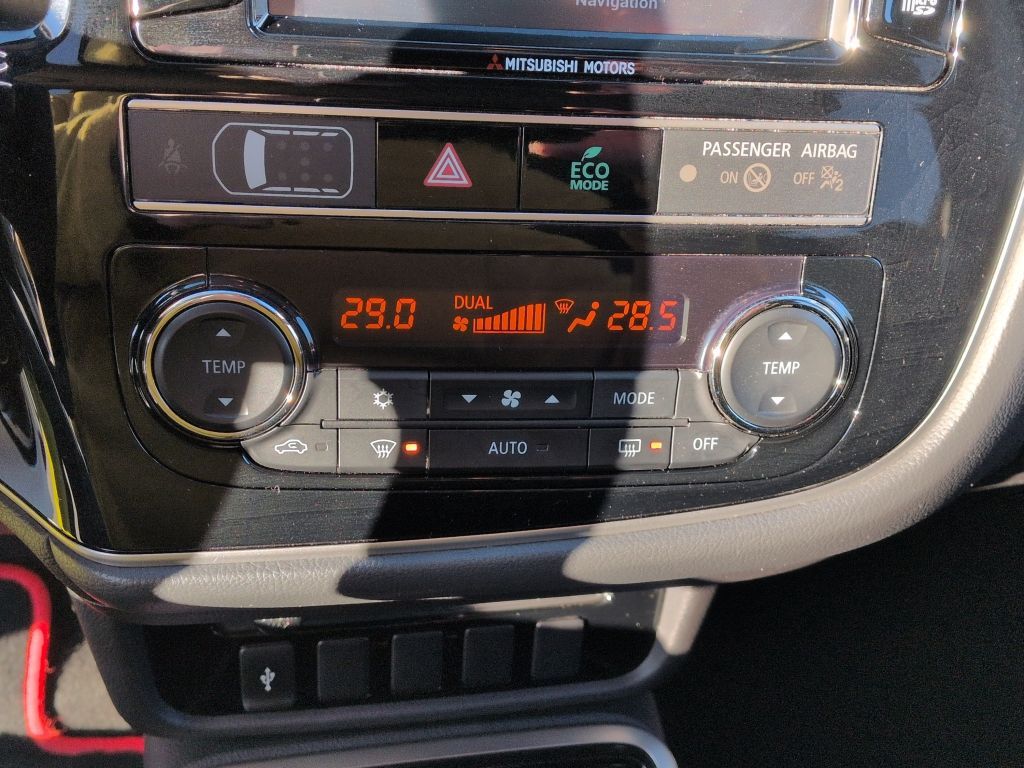 Navigation
MITSUBISHI MOTORS
ECO
MODE
PASSENGER AIRBAG
ON OFF 2
29.0 DUAL 28.5
TEMP
TEMP
MODE
AUTO
OFF